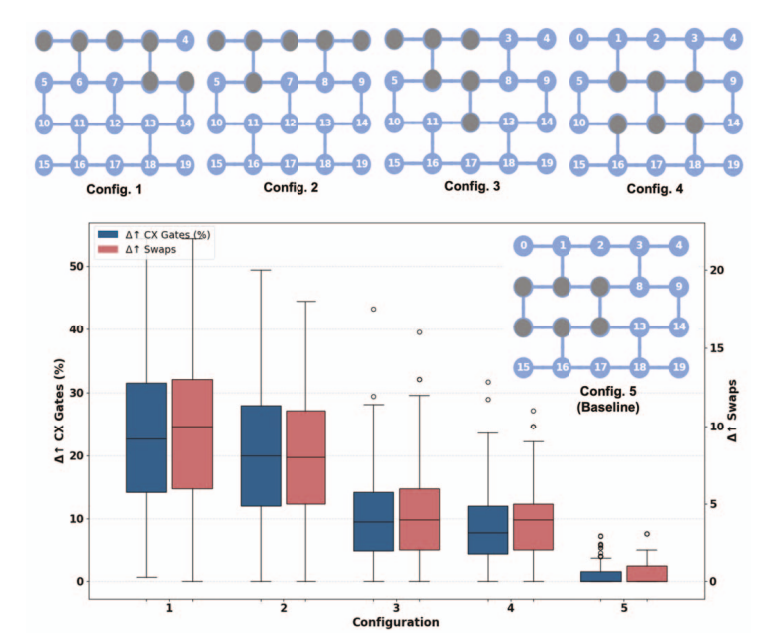 4
5 6 7
10 11 12 13 14
15 16 17 18 19
Config. 1
5 7 8 9
10 11 12 13 14
15 16 17 18 19
Config. 2
3 4
5 8 9
10 11 13 14
15 16 17 18 19
Config. 3
0 1 2 3 4
5 9
10 14
15 16 17 18 19
Config. 4
Δ↑ CX Gates (%)
Δ↑ Swaps
0 1 2 3 4
8 9
13 14
15 16 17 18 19
Config. 5
(Baseline)
Δ↑ CX Gates (%)
50
40
30
20
10
0
20
15
10
5
0
Δ↑ Swaps
1 2 3 4 5
Configuration